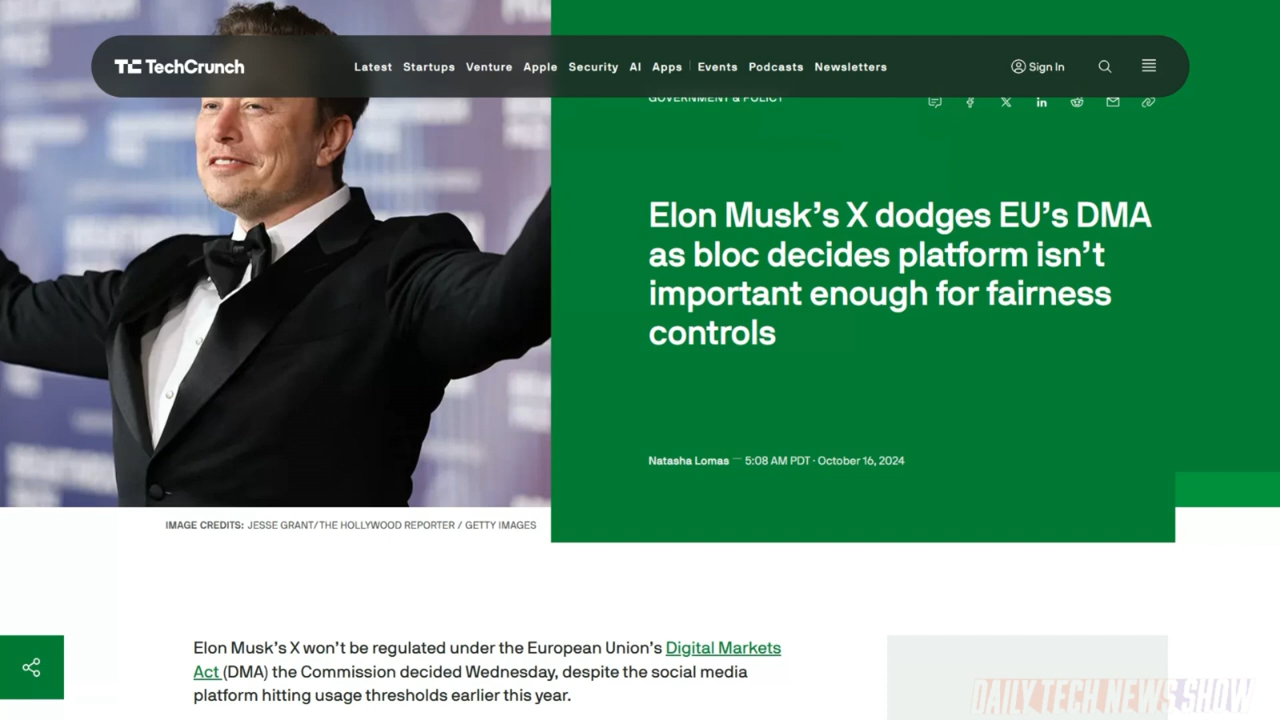 TechCrunch
Latest Startups Venture Apple Security AI Apps Events Podcasts Newsletters
Sign In
GOVERNMENT & POLICY
Elon Musk’s X dodges EU’s DMA
as bloc decides platform isn’t
important enough for fairness
controls
Natasha Lomas — 5:08 AM PDT · October 16, 2024
IMAGE CREDITS: JESSE GRANT/THE HOLLYWOOD REPORTER / GETTY IMAGES
Elon Musk’s X won’t be regulated under the European Union’s Digital Markets
Act (DMA) the Commission decided Wednesday, despite the social media
platform hitting usage thresholds earlier this year.
DAILY TECH NEWS SHOW